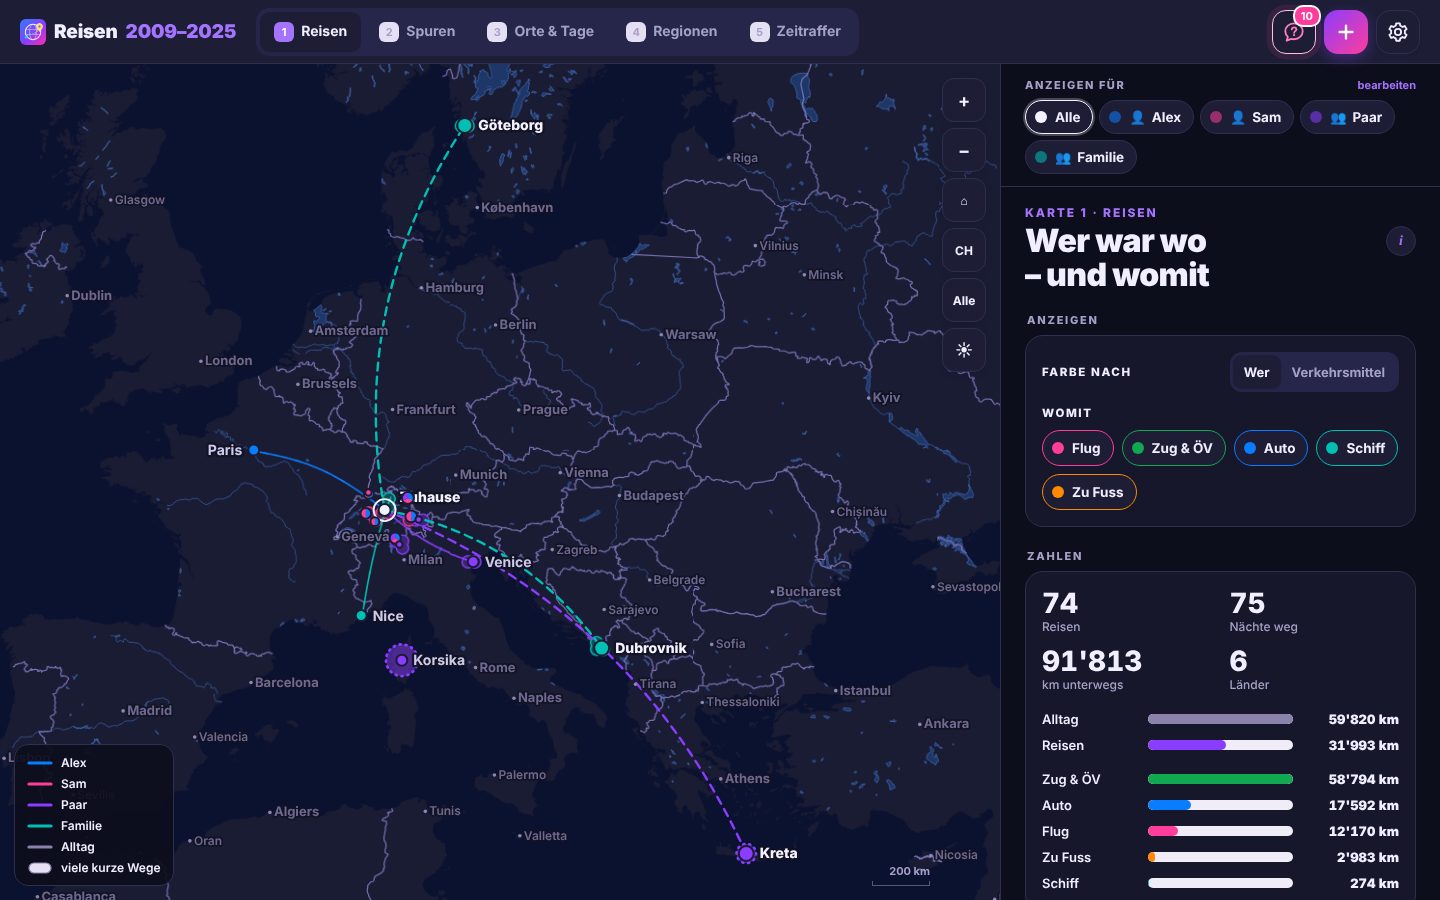 Reisen 2009–2025
1 Reisen
2 Spuren
3 Orte & Tage
4 Regionen
5 Zeitraffer
10
+
ANZEIGEN FÜR
bearbeiten
Alle
Alex
Sam
Paar
Familie
KARTE 1 · REISEN
Wer war wo
– und womit
i
ANZEIGEN
FARBE NACH
Wer
Verkehrsmittel
WOMIT
Flug
Zug & ÖV
Auto
Schiff
Zu Fuss
ZAHLEN
74
Reisen
75
Nächte weg
91'813
km unterwegs
6
Länder
Alltag 59'820 km
Reisen 31'993 km
Zug & ÖV 58'794 km
Auto 17'592 km
Flug 12'170 km
Zu Fuss 2'983 km
Schiff 274 km
+
−
CH
Alle
Göteborg
Riga
Glasgow
København
Vilnius
Minsk
Dublin
Hamburg
Amsterdam
Berlin
Warsaw
London
Brussels
Kyiv
Frankfurt
Prague
Paris
Munich
Vienna
Zuhause
Budapest
Chișinău
Geneva
Milan
Zagreb
Venice
Belgrade
Bucharest
Sevastopol
Sarajevo
Nice
Dubrovnik
Sofia
Korsika
Rome
Barcelona
Tirana
Istanbul
Naples
Thessaloniki
Madrid
Ankara
Valencia
Palermo
Athens
Algiers
Tunis
Valletta
Oran
Kreta
Nicosia
Casablanca
200 km
Alex
Sam
Paar
Familie
Alltag
viele kurze Wege